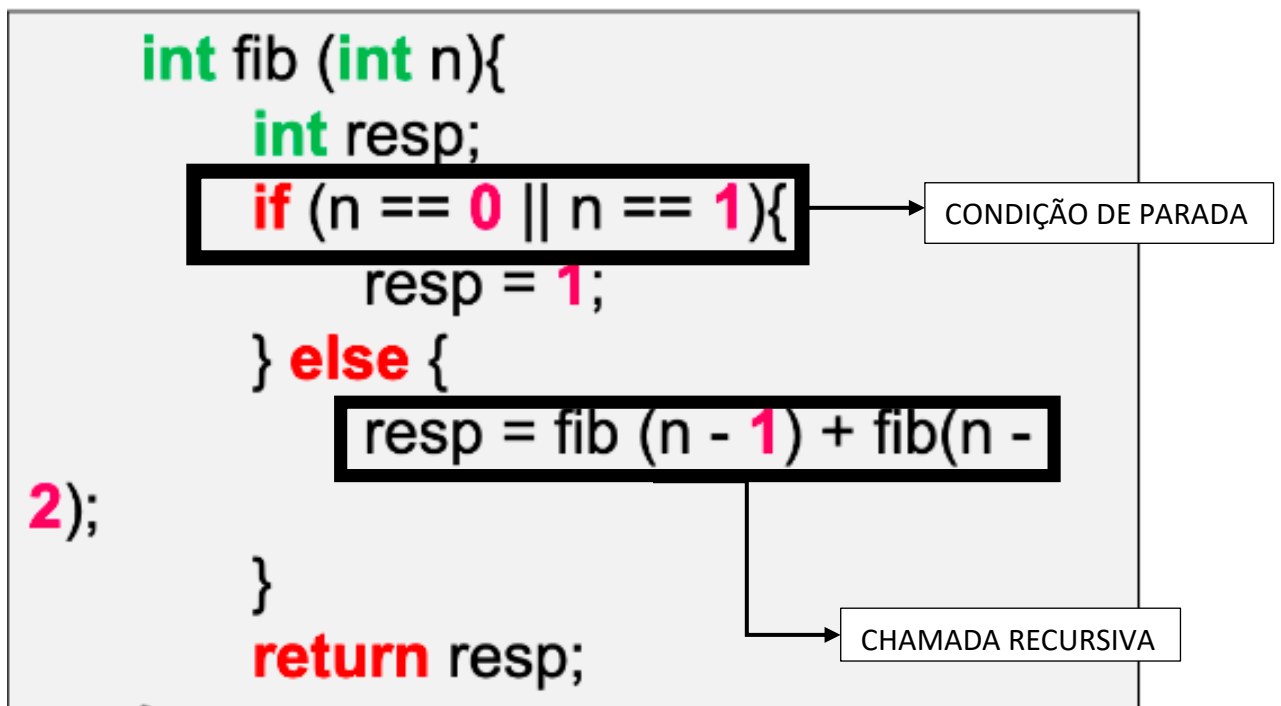 int fib (int n){
int resp;
if (n == 0 || n == 1){
CONDIÇÃO DE PARADA
resp = 1;
} else {
resp = fib (n - 1) + fib(n -
2);
}
CHAMADA RECURSIVA
return resp;